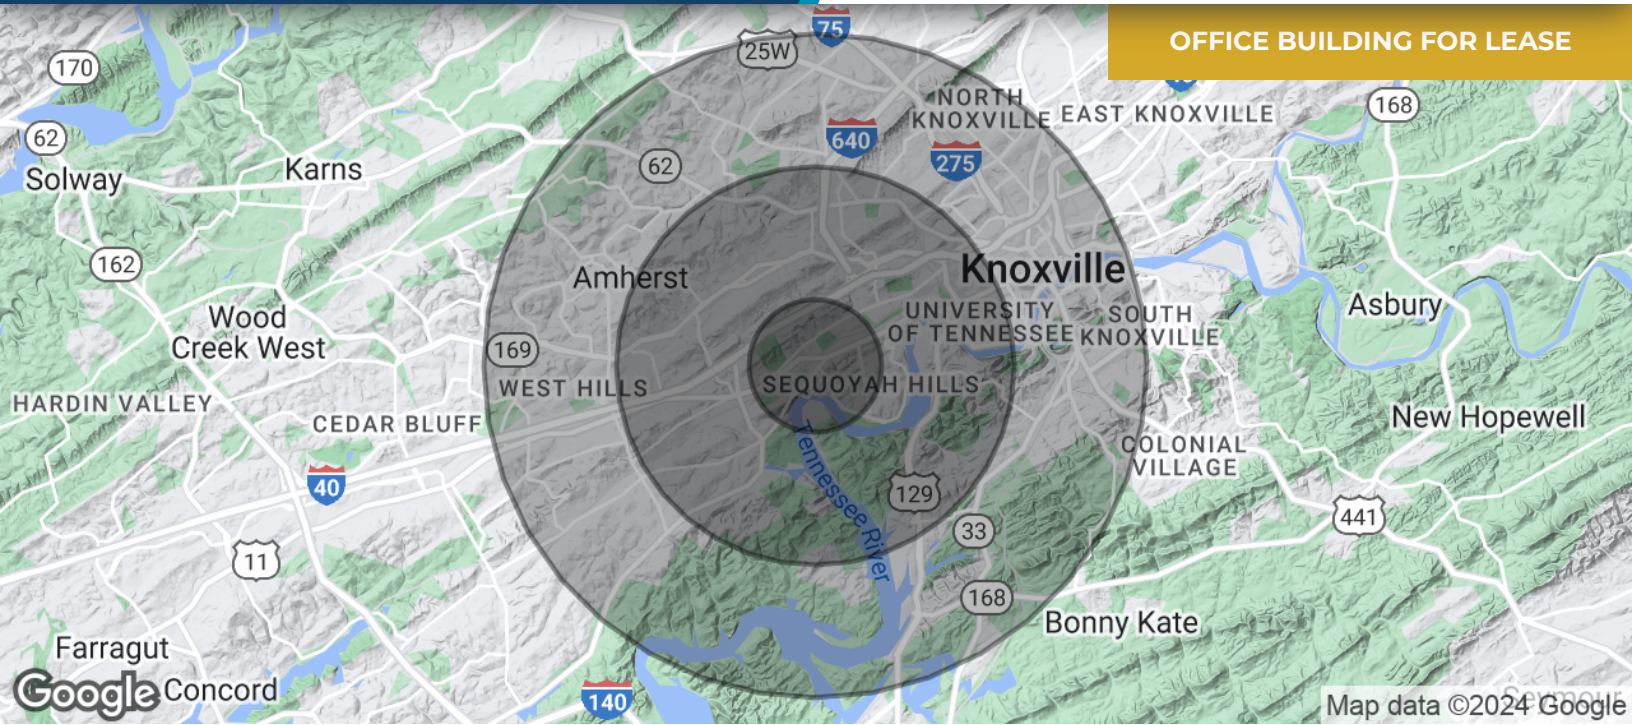 OFFICE BUILDING FOR LEASE
75
25W
170
168
NORTH
KNOXVILLE
EAST KNOXVILLE
62
640
275
62
Karns
Solway
162
Amherst
Knoxville
UNIVERSITY
OF TENNESSEE
SOUTH
KNOXVILLE
Asbury
Wood
Creek West
169
WEST HILLS
SEQUOYAH HILLS
HARDIN VALLEY
CEDAR BLUFF
New Hopewell
COLONIAL
VILLAGE
Tennessee River
40
129
441
33
11
168
Bonny Kate
Farragut
Concord
Google
140
Seymour
Map data ©2024 Google